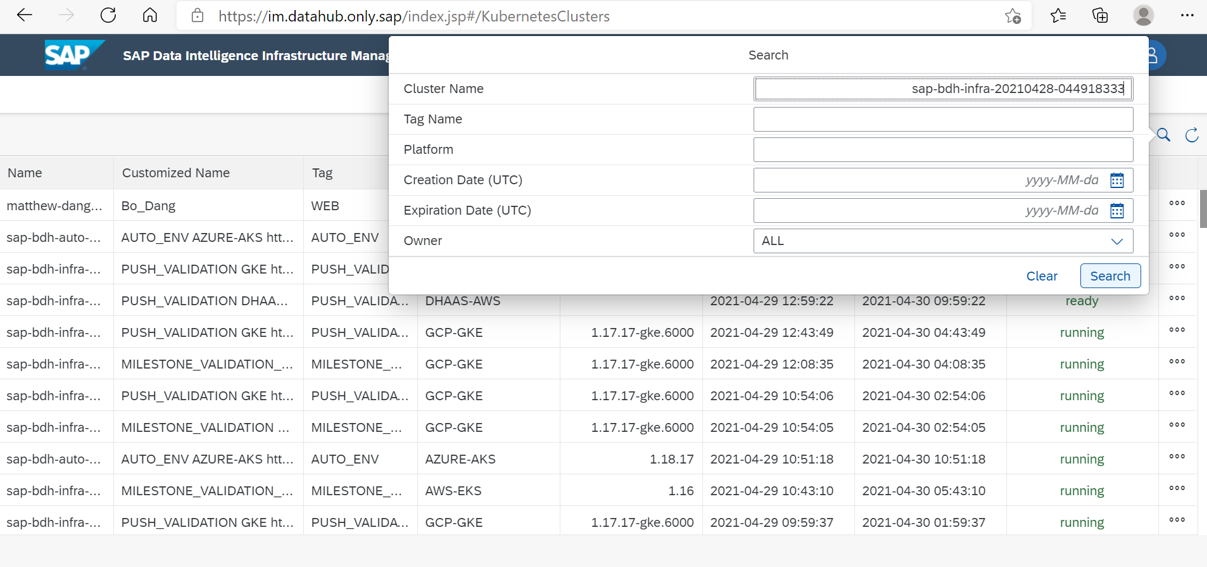 https://im.datahub.only.sap/index.jsp#/KubernetesClusters
SAP SAP Data Intelligence Infrastructure Manag
Search
Cluster Name sap-bdh-infra-20210428-044918333
Tag Name
Platform
Creation Date (UTC) yyyy-MM-dd
Expiration Date (UTC) yyyy-MM-dd
Owner ALL
Clear Search
Name Customized Name Tag
matthew-dang... Bo_Dang WEB
sap-bdh-auto-... AUTO_ENV AZURE-AKS htt... AUTO_ENV
sap-bdh-infra-... PUSH_VALIDATION GKE ht... PUSH_VALID
sap-bdh-infra-... PUSH_VALIDATION DHAA... PUSH_VALIDA... DHAAS-AWS 2021-04-29 12:59:22 2021-04-30 09:59:22 ready
sap-bdh-infra-... PUSH_VALIDATION GKE ht... PUSH_VALIDA... GCP-GKE 1.17.17-gke.6000 2021-04-29 12:43:49 2021-04-30 04:43:49 running
sap-bdh-infra-... MILESTONE_VALIDATION_... MILESTONE_... GCP-GKE 1.17.17-gke.6000 2021-04-29 12:08:35 2021-04-30 04:08:35 running
sap-bdh-infra-... PUSH_VALIDATION GKE ht... PUSH_VALIDA... GCP-GKE 1.17.17-gke.6000 2021-04-29 10:54:06 2021-04-30 02:54:06 running
sap-bdh-infra-... MILESTONE_VALIDATION ... MILESTONE_... GCP-GKE 1.17.17-gke.6000 2021-04-29 10:54:05 2021-04-30 02:54:05 running
sap-bdh-auto-... AUTO_ENV AZURE-AKS htt... AUTO_ENV AZURE-AKS 1.18.17 2021-04-29 10:51:18 2021-04-30 10:51:18 running
sap-bdh-infra-... MILESTONE_VALIDATION_... MILESTONE_... AWS-EKS 1.16 2021-04-29 10:43:10 2021-04-30 05:43:10 running
sap-bdh-infra-... PUSH_VALIDATION GKE ht... PUSH_VALIDA... GCP-GKE 1.17.17-gke.6000 2021-04-29 09:59:37 2021-04-30 01:59:37 running